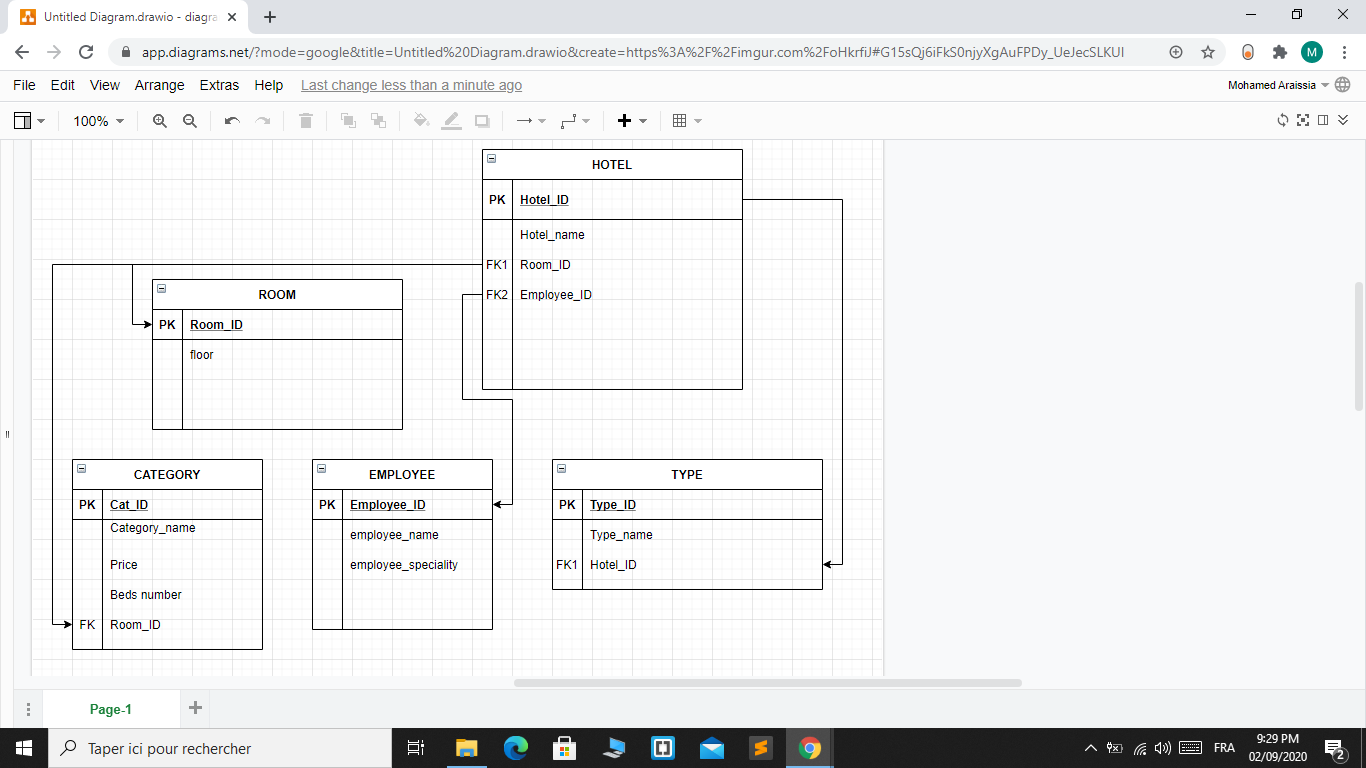 Untitled Diagram.drawio - diagra
app.diagrams.net/?mode=google&title=Untitled%20Diagram.drawio&create=https%3A%2F%2Fimgur.com%2FoHkrfiJ#G15sQj6iFkS0njyXgAuFPDy_UeJecSLKUI
M
File Edit View Arrange Extras Help Last change less than a minute ago
Mohamed Araissia
100%
HOTEL
PK Hotel_ID
Hotel_name
FK1 Room_ID
FK2 Employee_ID
ROOM
PK Room_ID
floor
CATEGORY
PK Cat_ID
Category_name
Price
Beds number
FK Room_ID
EMPLOYEE
PK Employee_ID
employee_name
employee_speciality
TYPE
PK Type_ID
Type_name
FK1 Hotel_ID
Page-1
Taper ici pour rechercher
FRA
9:29 PM
02/09/2020
2